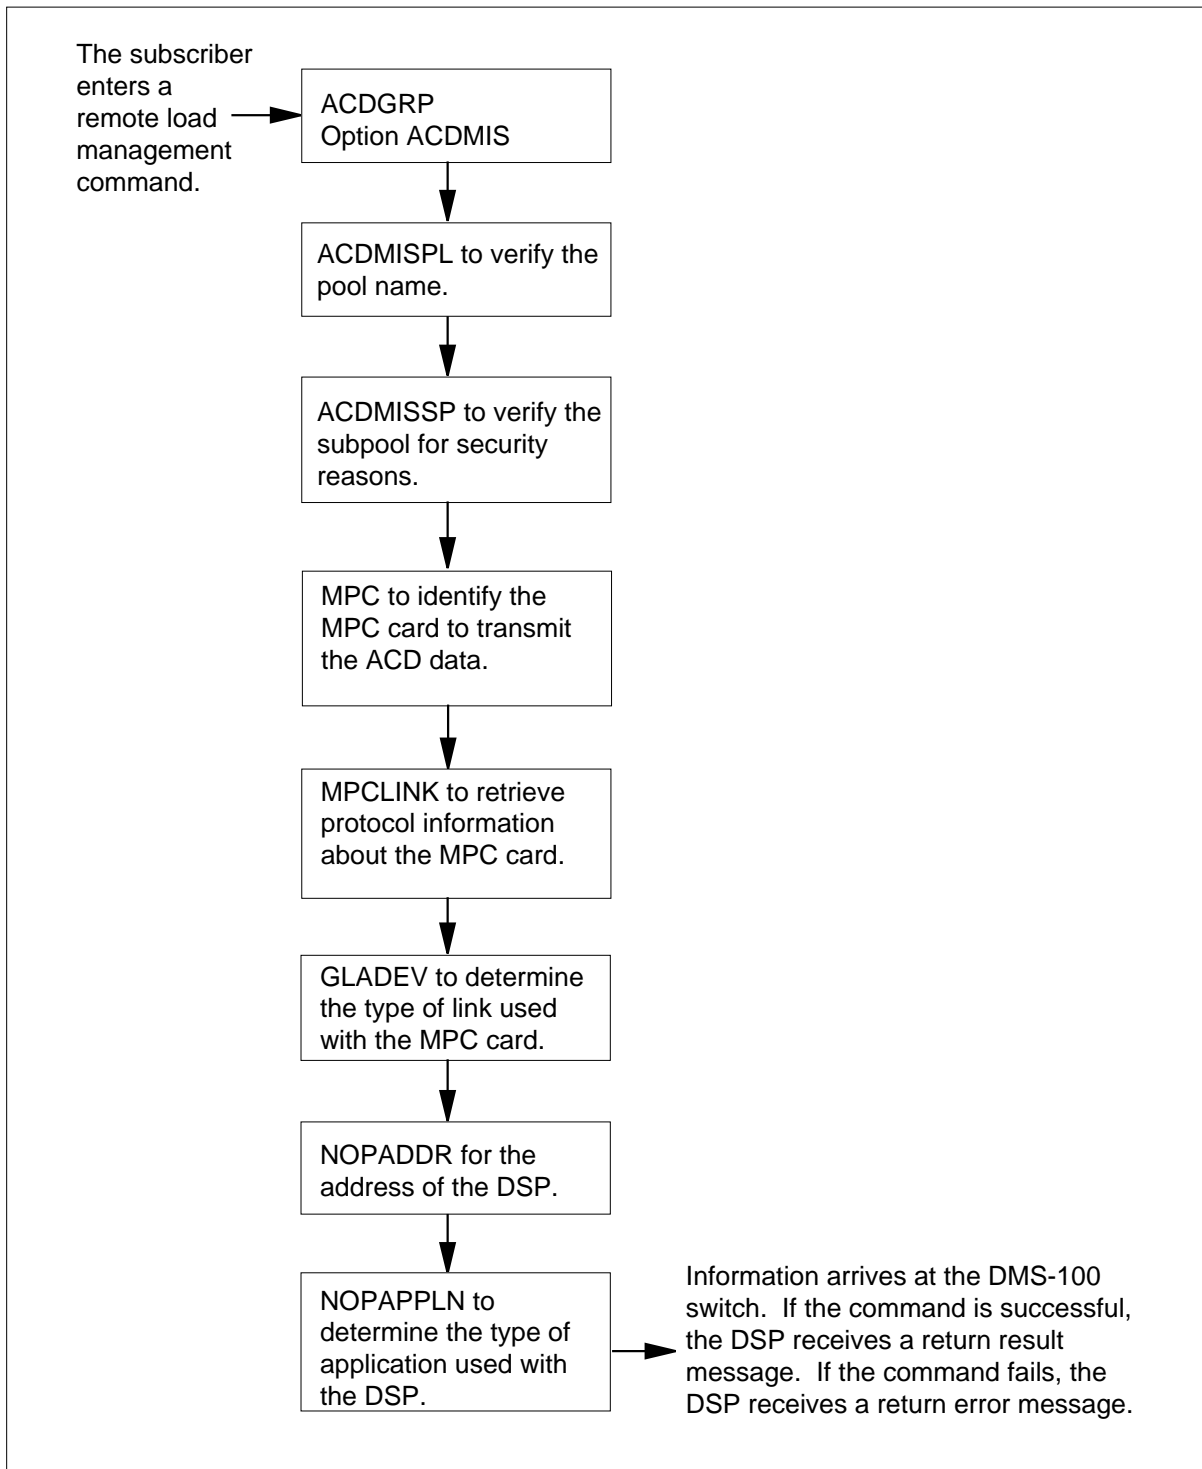 The subscriber
enters a
remote load
management
command.
ACDGRP
Option ACDMIS
ACDMISPL to verify the
pool name.
ACDMISSP to verify the
subpool for security
reasons.
MPC to identify the
MPC card to transmit
the ACD data.
MPCLINK to retrieve
protocol information
about the MPC card.
GLADEV to determine
the type of link used
with the MPC card.
NOPADDR for the
address of the DSP.
NOPAPPLN to
determine the type of
application used with
the DSP.
Information arrives at the DMS-100
switch.  If the command is successful,
the DSP receives a return result
message.  If the command fails, the
DSP receives a return error message.